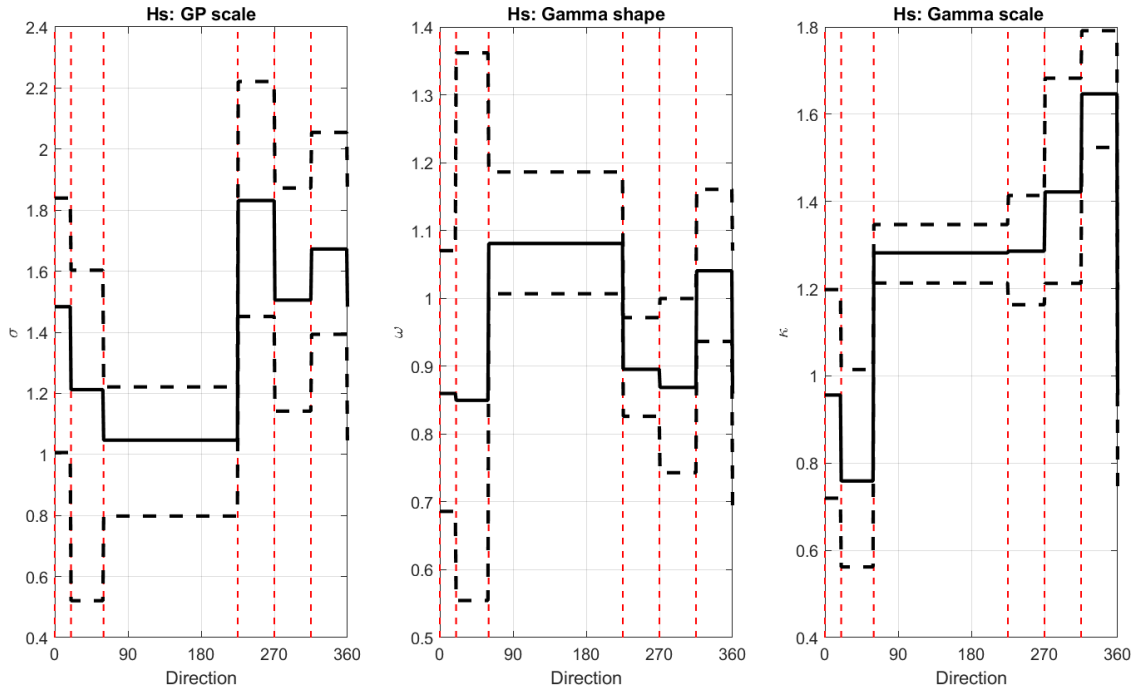 Hs: GP scale
2.4
2.2
2
1.8
1.6
1.4
1.2
1
0.8
0.6
0.4
σ
0 90 180 270 360
Direction
Hs: Gamma shape
1.4
1.3
1.2
1.1
1
0.9
0.8
0.7
0.6
0.5
ω
0 90 180 270 360
Direction
Hs: Gamma scale
1.8
1.6
1.4
1.2
1
0.8
0.6
0.4
κ
0 90 180 270 360
Direction